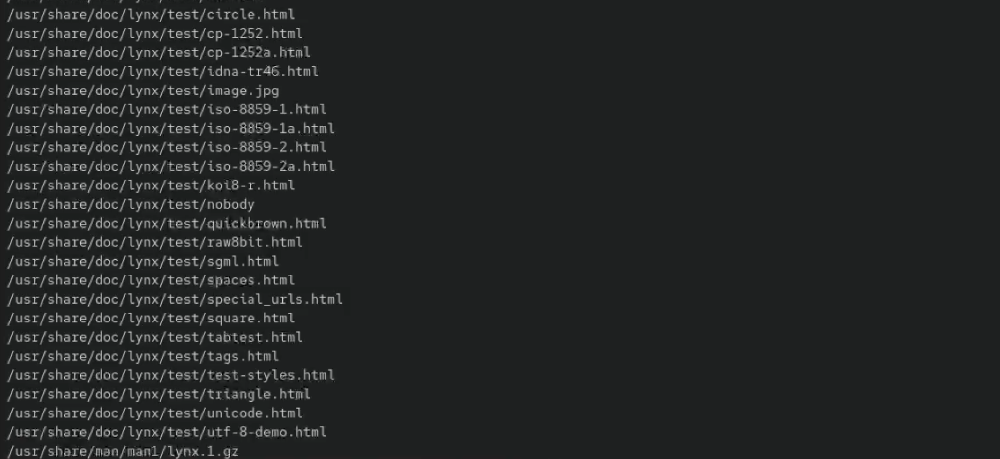 /usr/share/doc/lynx/test/circle.html
/usr/share/doc/lynx/test/cp-1252.html
/usr/share/doc/lynx/test/cp-1252a.html
/usr/share/doc/lynx/test/idna-tr46.html
/usr/share/doc/lynx/test/image.jpg
/usr/share/doc/lynx/test/iso-8859-1.html
/usr/share/doc/lynx/test/iso-8859-1a.html
/usr/share/doc/lynx/test/iso-8859-2.html
/usr/share/doc/lynx/test/iso-8859-2a.html
/usr/share/doc/lynx/test/koi8-r.html
/usr/share/doc/lynx/test/nobody
/usr/share/doc/lynx/test/quickbrown.html
/usr/share/doc/lynx/test/raw8bit.html
/usr/share/doc/lynx/test/sgml.html
/usr/share/doc/lynx/test/spaces.html
/usr/share/doc/lynx/test/special_urls.html
/usr/share/doc/lynx/test/square.html
/usr/share/doc/lynx/test/tabtest.html
/usr/share/doc/lynx/test/tags.html
/usr/share/doc/lynx/test/test-styles.html
/usr/share/doc/lynx/test/triangle.html
/usr/share/doc/lynx/test/unicode.html
/usr/share/doc/lynx/test/utf-8-demo.html
/usr/share/man/man1/lynx.1.gz